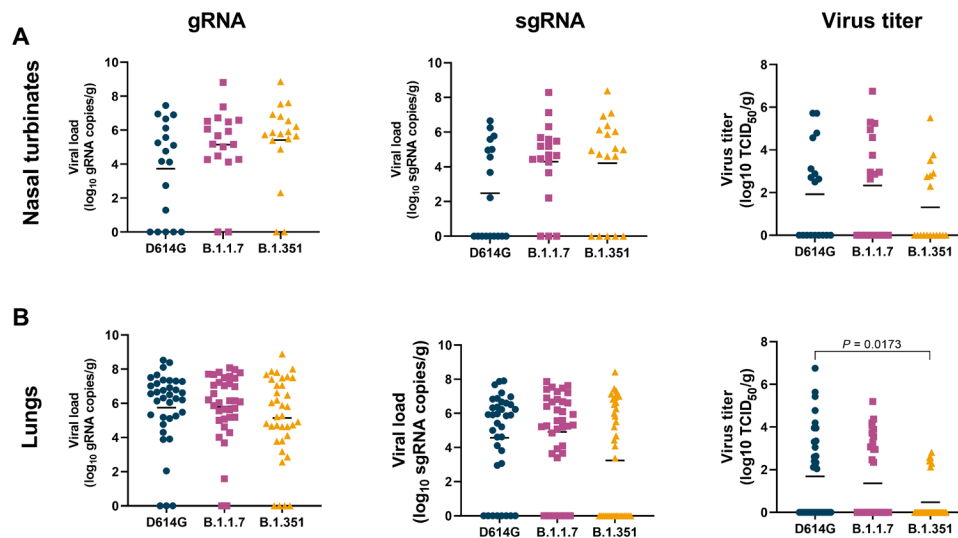 gRNA
sgRNA
Virus titer
A
Nasal turbinates
Viral load
(log10 gRNA copies/g)
10
8
6
4
2
0
D614G B.1.1.7 B.1.351
Viral load
(log10 sgRNA copies/g)
10
8
6
4
2
0
D614G B.1.1.7 B.1.351
Virus titer
(log10 TCID50/g)
8
6
4
2
0
D614G B.1.1.7 B.1.351
B
Lungs
Viral load
(log10 gRNA copies/g)
10
8
6
4
2
0
D614G B.1.1.7 B.1.351
Viral load
(log10 sgRNA copies/g)
10
8
6
4
2
0
D614G B.1.1.7 B.1.351
Virus titer
(log10 TCID50/g)
8
6
4
2
0
P = 0.0173
D614G B.1.1.7 B.1.351